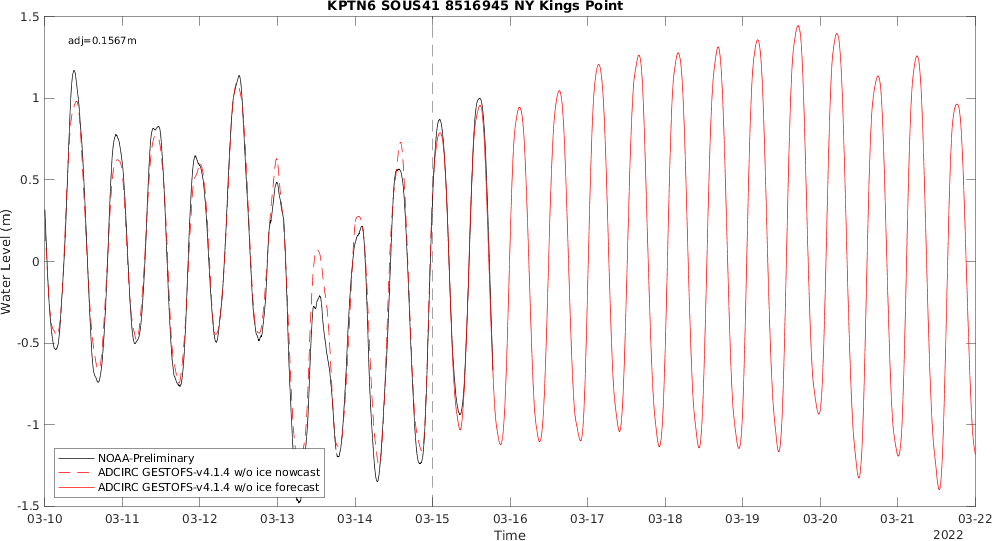 KPTN6 SOUS41 8516945 NY Kings Point
adj=0.1567m
1.5
1
0.5
0
-0.5
-1
-1.5
Water Level (m)
NOAA-Preliminary
ADCIRC GESTOFS-v4.1.4 w/o ice nowcast
ADCIRC GESTOFS-v4.1.4 w/o ice forecast
03-10 03-11 03-12 03-13 03-14 03-15 03-16 03-17 03-18 03-19 03-20 03-21 03-22
Time
2022